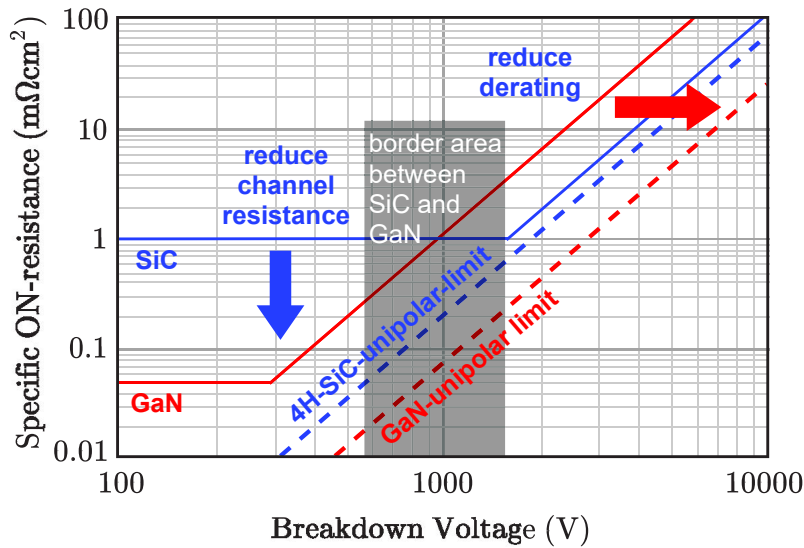 Specific ON-resistance (mΩcm²)
100
10
1
0.1
0.01
reduce
derating
reduce
channel
resistance
border area
between
SiC and
GaN
SiC
GaN
4H-SiC-unipolar-limit
GaN-unipolar limit
100
1000
10000
Breakdown Voltage (V)